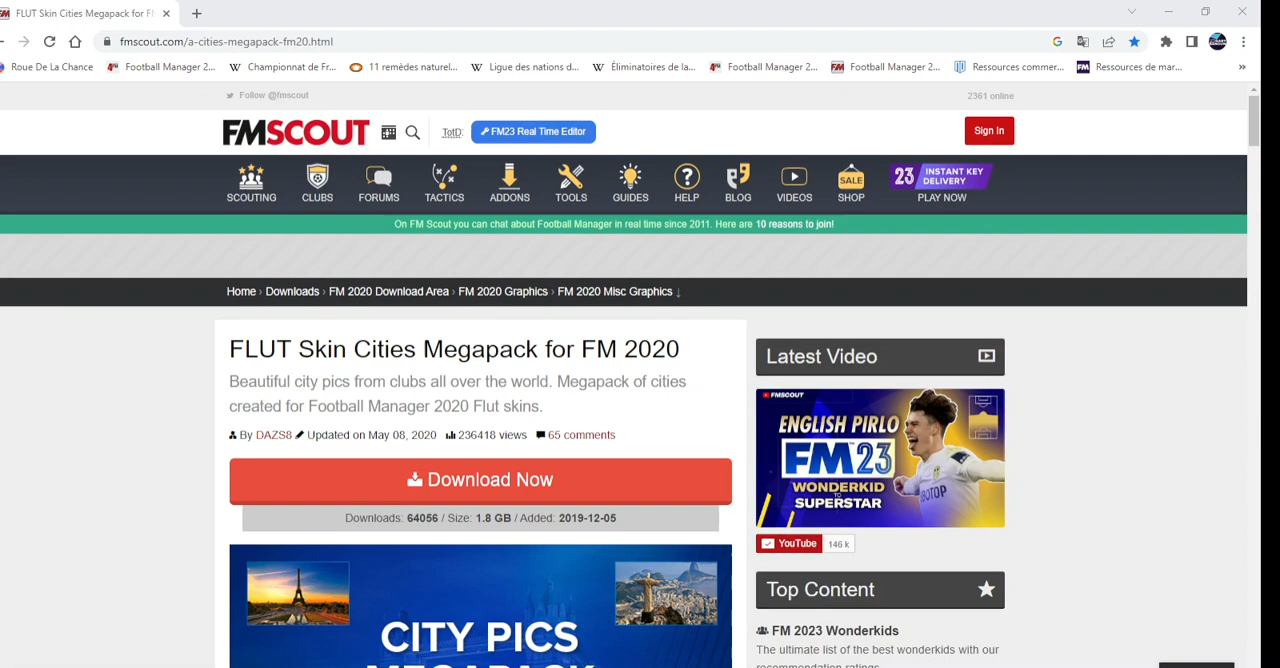 FLUT Skin Cities Megapack for FM
fmscout.com/a-cities-megapack-fm20.html
Roue De La Chance Football Manager 2... Championnat de Fr... 11 remèdes naturel... Ligue des nations d... Éliminatoires de la... Football Manager 2... Football Manager 2... Ressources commer... Ressources de mar... »
Follow @fmscout 2361 online
FMSCOUT TotD: FM23 Real Time Editor Sign In
SCOUTING CLUBS FORUMS TACTICS ADDONS TOOLS GUIDES HELP BLOG VIDEOS SALE SHOP 23 INSTANT KEY DELIVERY PLAY NOW
On FM Scout you can chat about Football Manager in real time since 2011. Here are 10 reasons to join!
Home › Downloads › FM 2020 Download Area › FM 2020 Graphics › FM 2020 Misc Graphics ↓
FLUT Skin Cities Megapack for FM 2020
Beautiful city pics from clubs all over the world. Megapack of cities
created for Football Manager 2020 Flut skins.
By DAZS8 Updated on May 08, 2020 236418 views 65 comments
Download Now
Downloads: 64056 / Size: 1.8 GB / Added: 2019-12-05
CITY PICS
MEGAPACK
Latest Video
FMSCOUT
ENGLISH PIRLO
FM23
WONDERKID
TO
SUPERSTAR
YouTube 146 k
Top Content
FM 2023 Wonderkids
The ultimate list of the best wonderkids with our
recommendation ratings